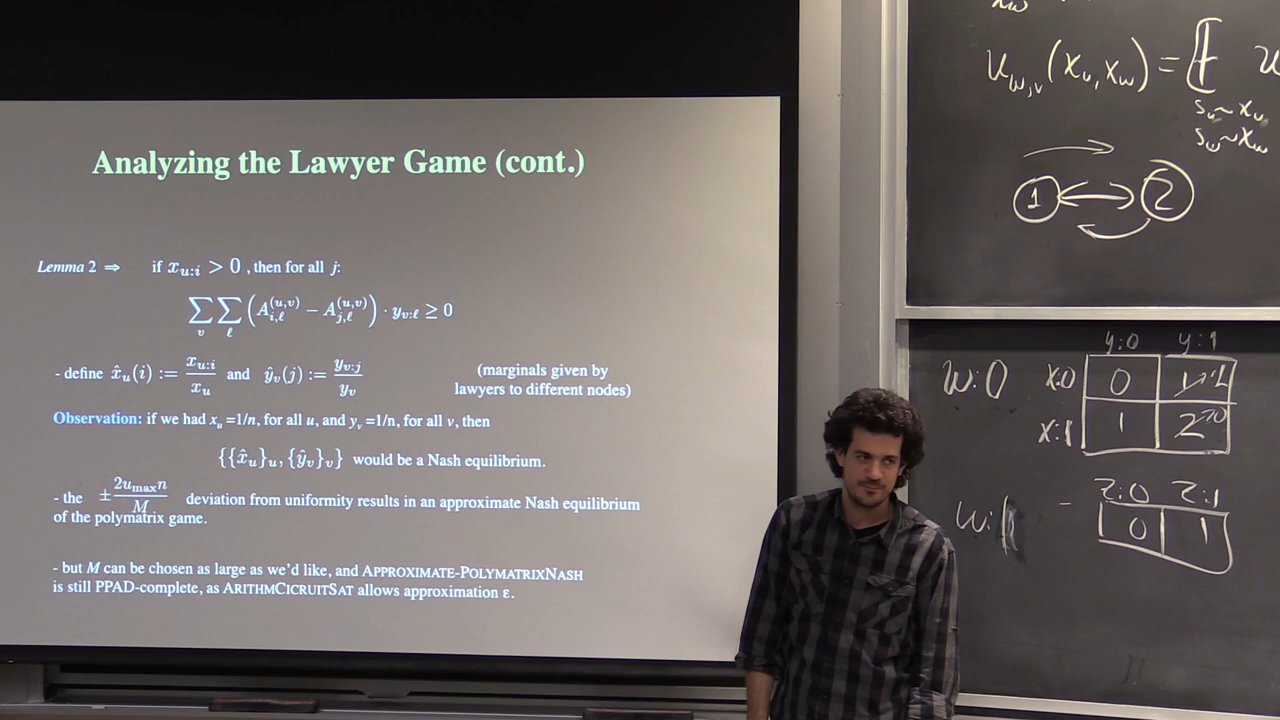 Analyzing the Lawyer Game (cont.)
Lemma 2 ⇒ if x_{u:i} > 0 , then for all j:
∑_v ∑_ℓ (A^{(u,v)}_{i,ℓ} − A^{(u,v)}_{j,ℓ}) · y_{v:ℓ} ≥ 0
- define x̂_u(i) := x_{u:i}/x_u and ŷ_v(j) := y_{v:j}/y_v (marginals given by
lawyers to different nodes)
Observation: if we had x_u =1/n, for all u, and y_v =1/n, for all v, then
{{x̂_u}_u, {ŷ_v}_v} would be a Nash equilibrium.
- the ± 2u_max n / M deviation from uniformity results in an approximate Nash equilibrium
of the polymatrix game.
- but M can be chosen as large as we'd like, and APPROXIMATE-POLYMATRIXNASH
is still PPAD-complete, as ARITHMCICRUITSAT allows approximation ε.
u_{w,v}(x_u, x_w) =
s_u ~ x_u
s_w ~ x_w
1 2
y:0 y:1
w:0 x:0 0
x:1 1
z:0 z:1
0 1